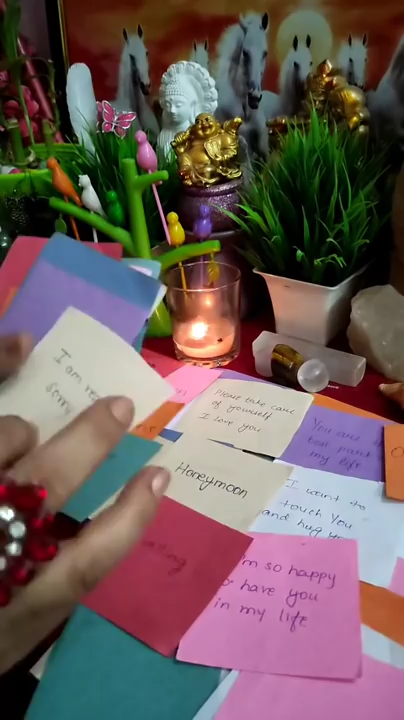 I am
sorry
Please take care
of yourself
I love you
You are
best part
my life
Honeymoon
I want to
touch You
and hug
I'm so happy
to have you
in my life